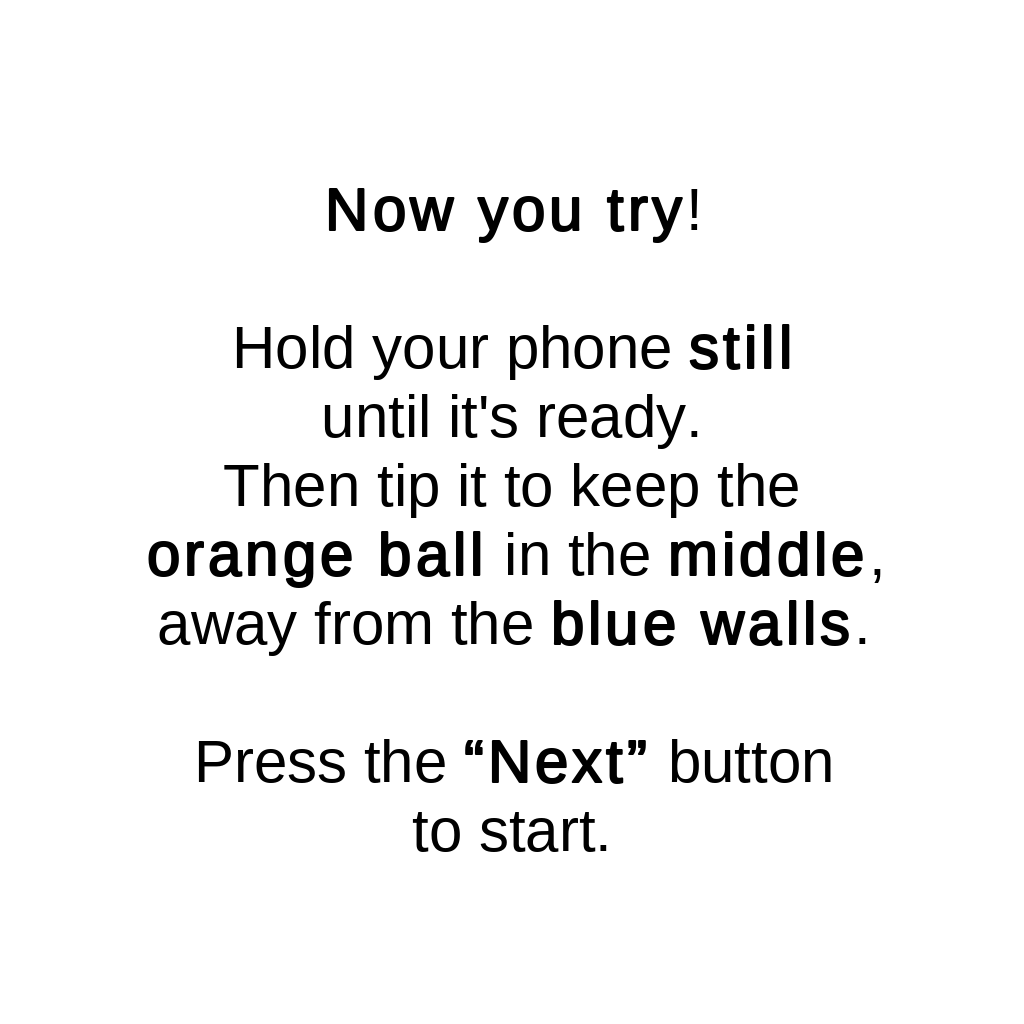 Now you try!
Hold your phone still
until it's ready.
Then tip it to keep the
orange ball in the middle,
away from the blue walls.
Press the “Next” button
to start.